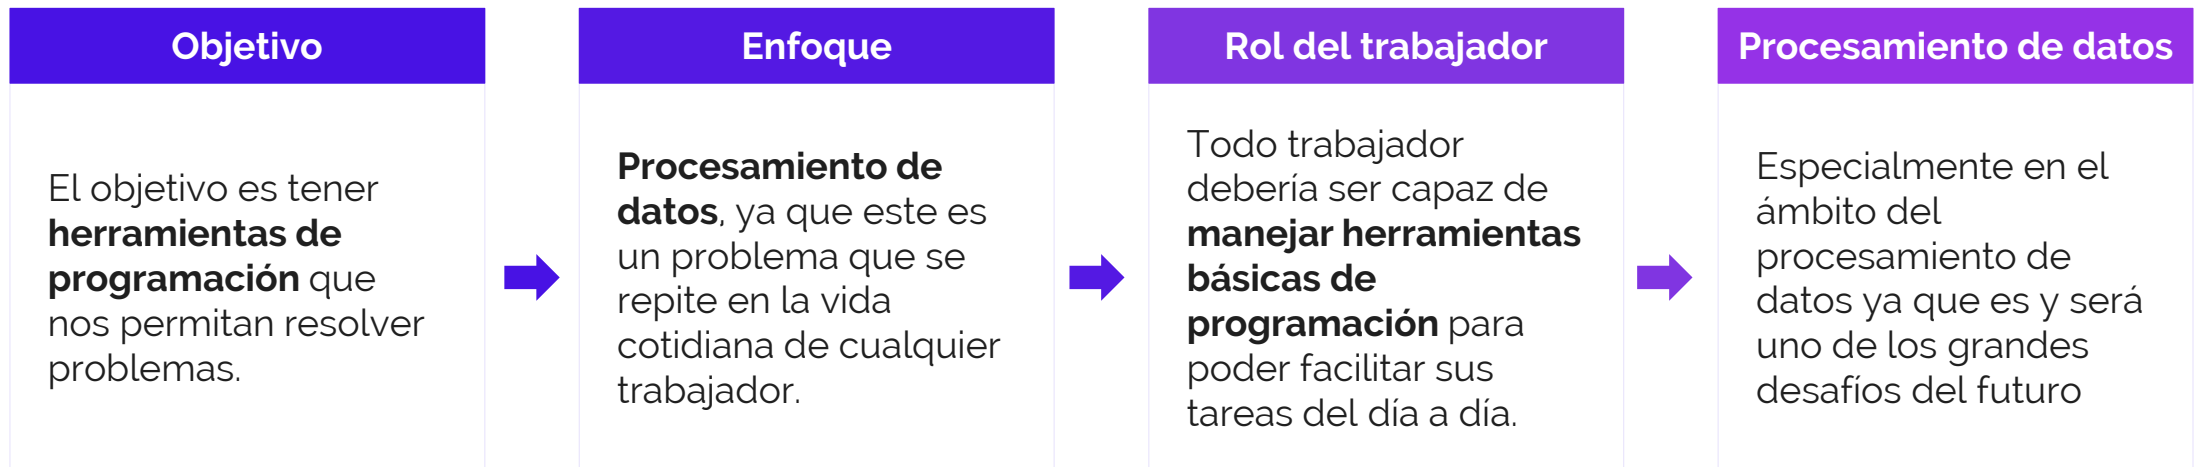 Objetivo
El objetivo es tener
herramientas de
programación que
nos permitan resolver
problemas.
Enfoque
Procesamiento de
datos, ya que este es
un problema que se
repite en la vida
cotidiana de cualquier
trabajador.
Rol del trabajador
Todo trabajador
debería ser capaz de
manejar herramientas
básicas de
programación para
poder facilitar sus
tareas del día a día.
Procesamiento de datos
Especialmente en el
ámbito del
procesamiento de
datos ya que es y será
uno de los grandes
desafíos del futuro